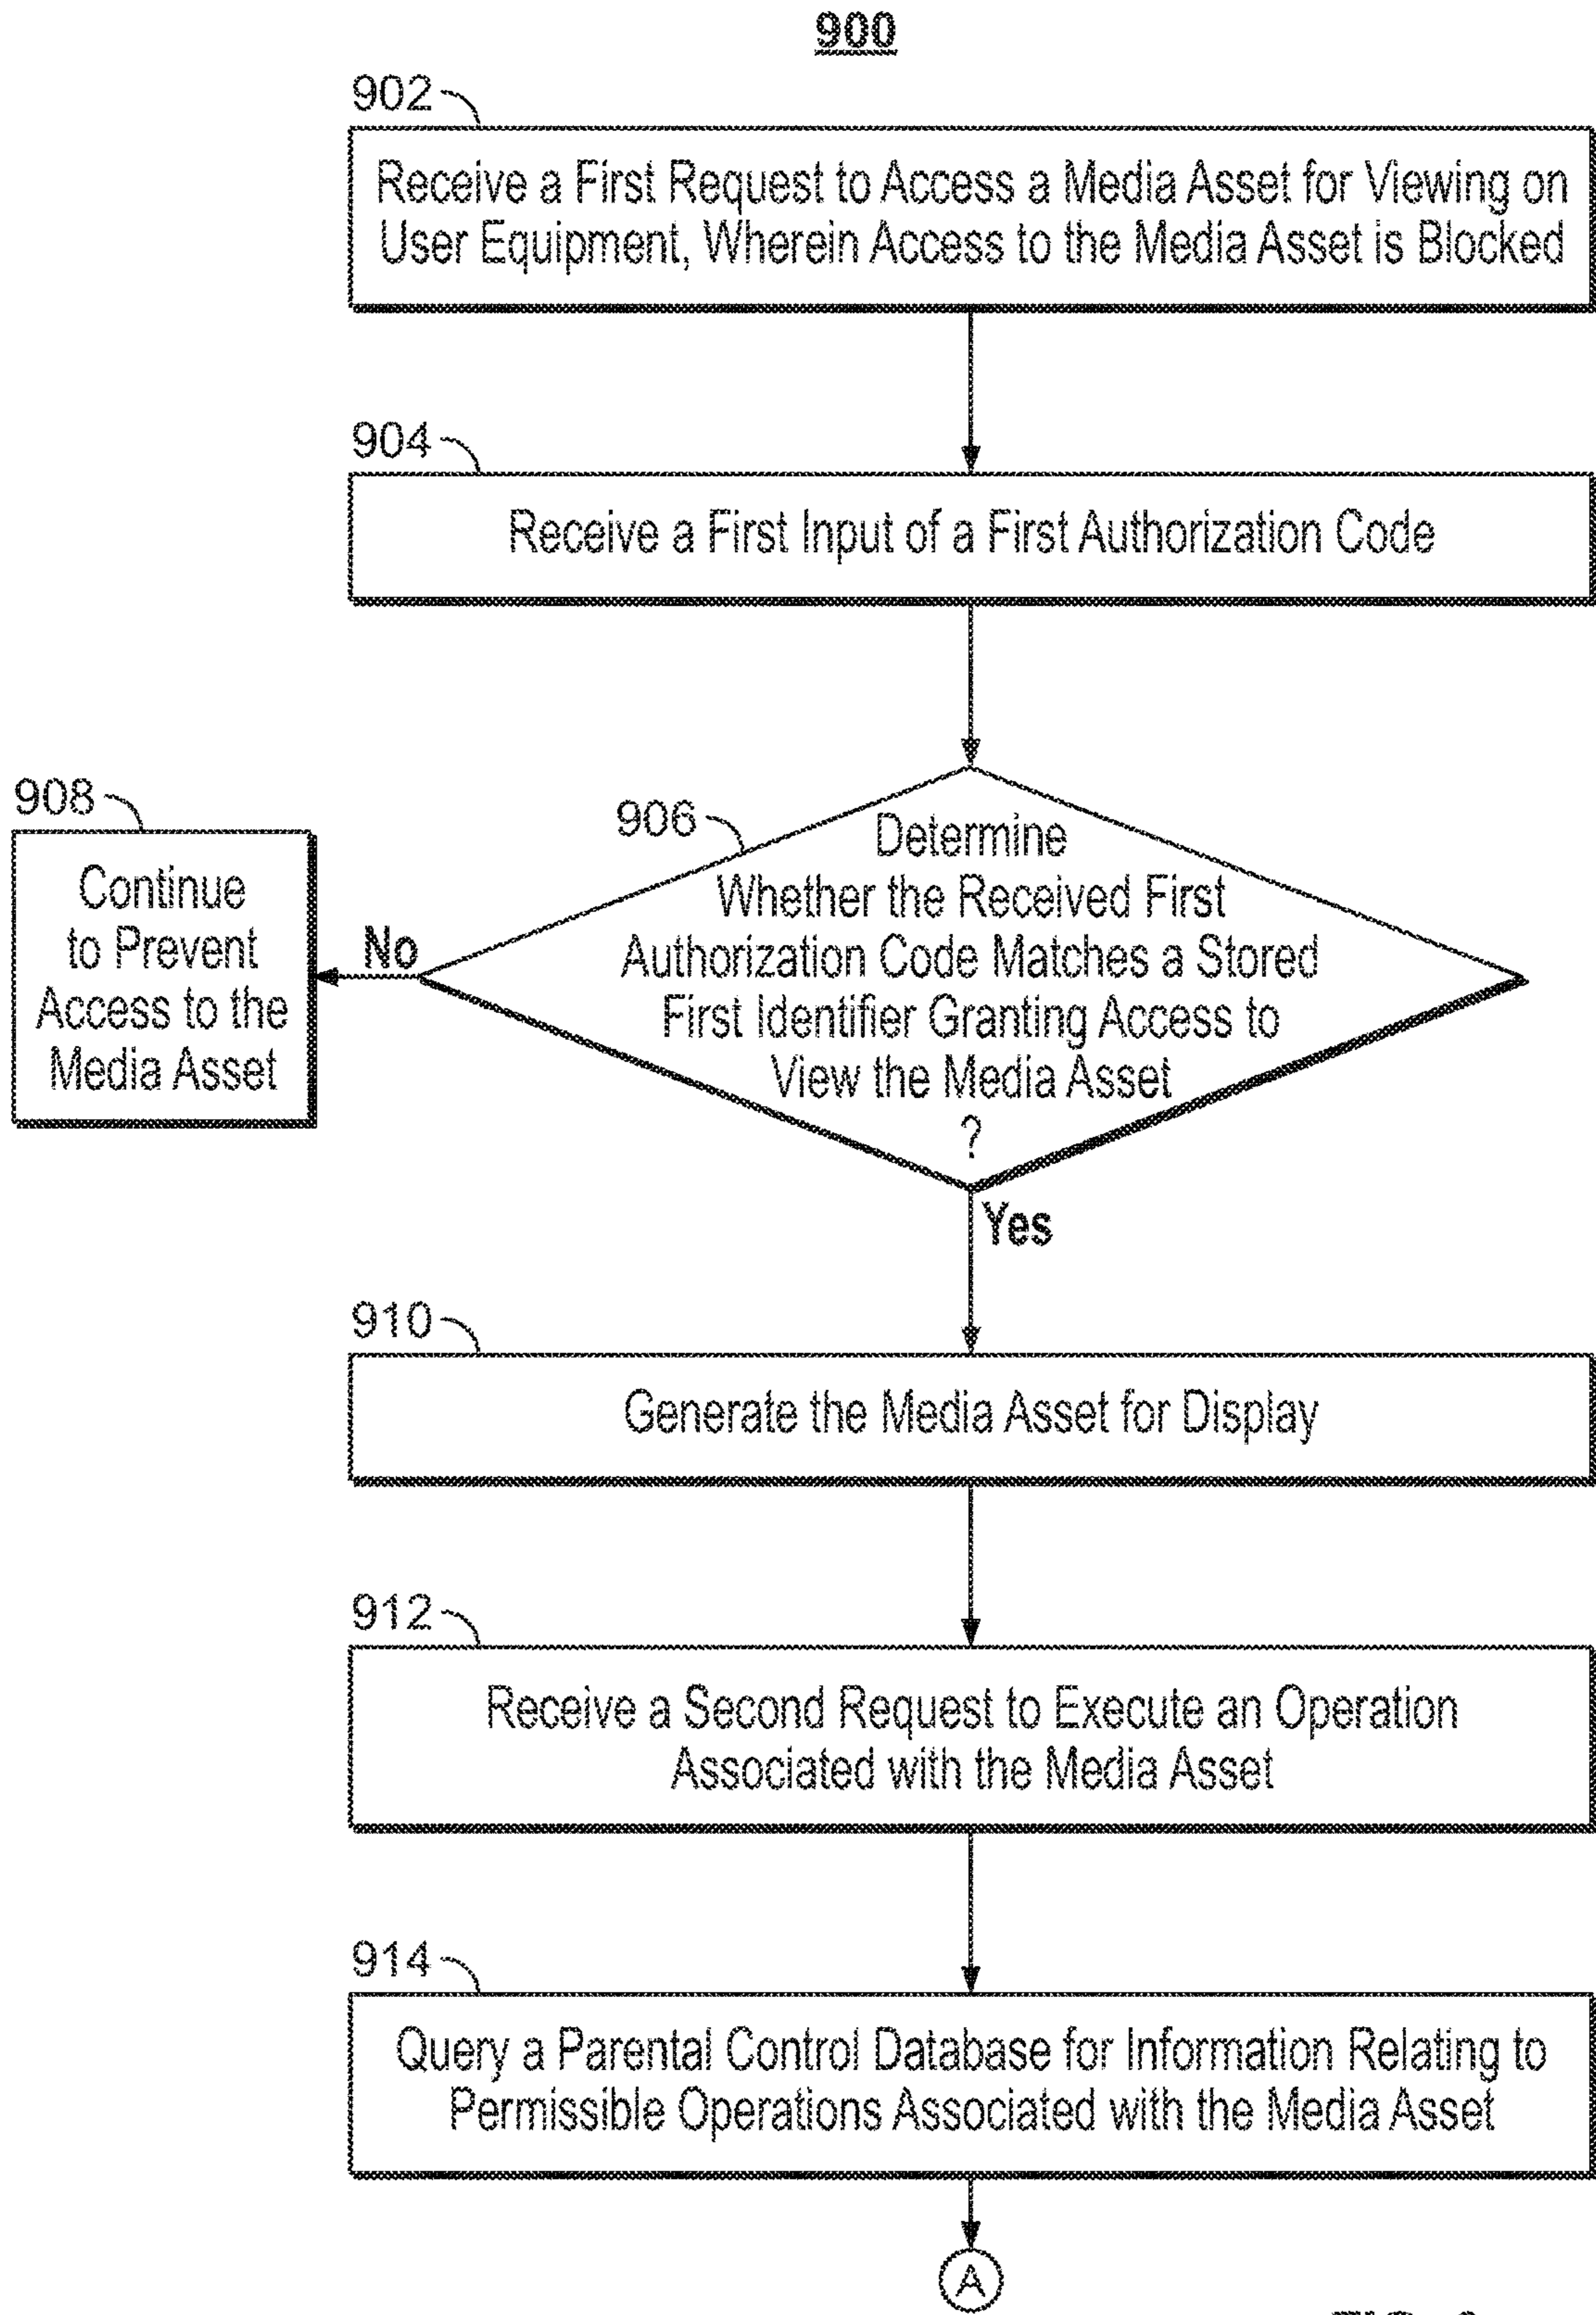 900
902
Receive a First Request to Access a Media Asset for Viewing on
User Equipment, Wherein Access to the Media Asset is Blocked
904
Receive a First Input of a First Authorization Code
906
Determine
Whether the Received First
Authorization Code Matches a Stored
First Identifier Granting Access to
View the Media Asset
?
908
Continue
to Prevent
Access to the
Media Asset
No
Yes
910
Generate the Media Asset for Display
912
Receive a Second Request to Execute an Operation
Associated with the Media Asset
914
Query a Parental Control Database for Information Relating to
Permissible Operations Associated with the Media Asset
A